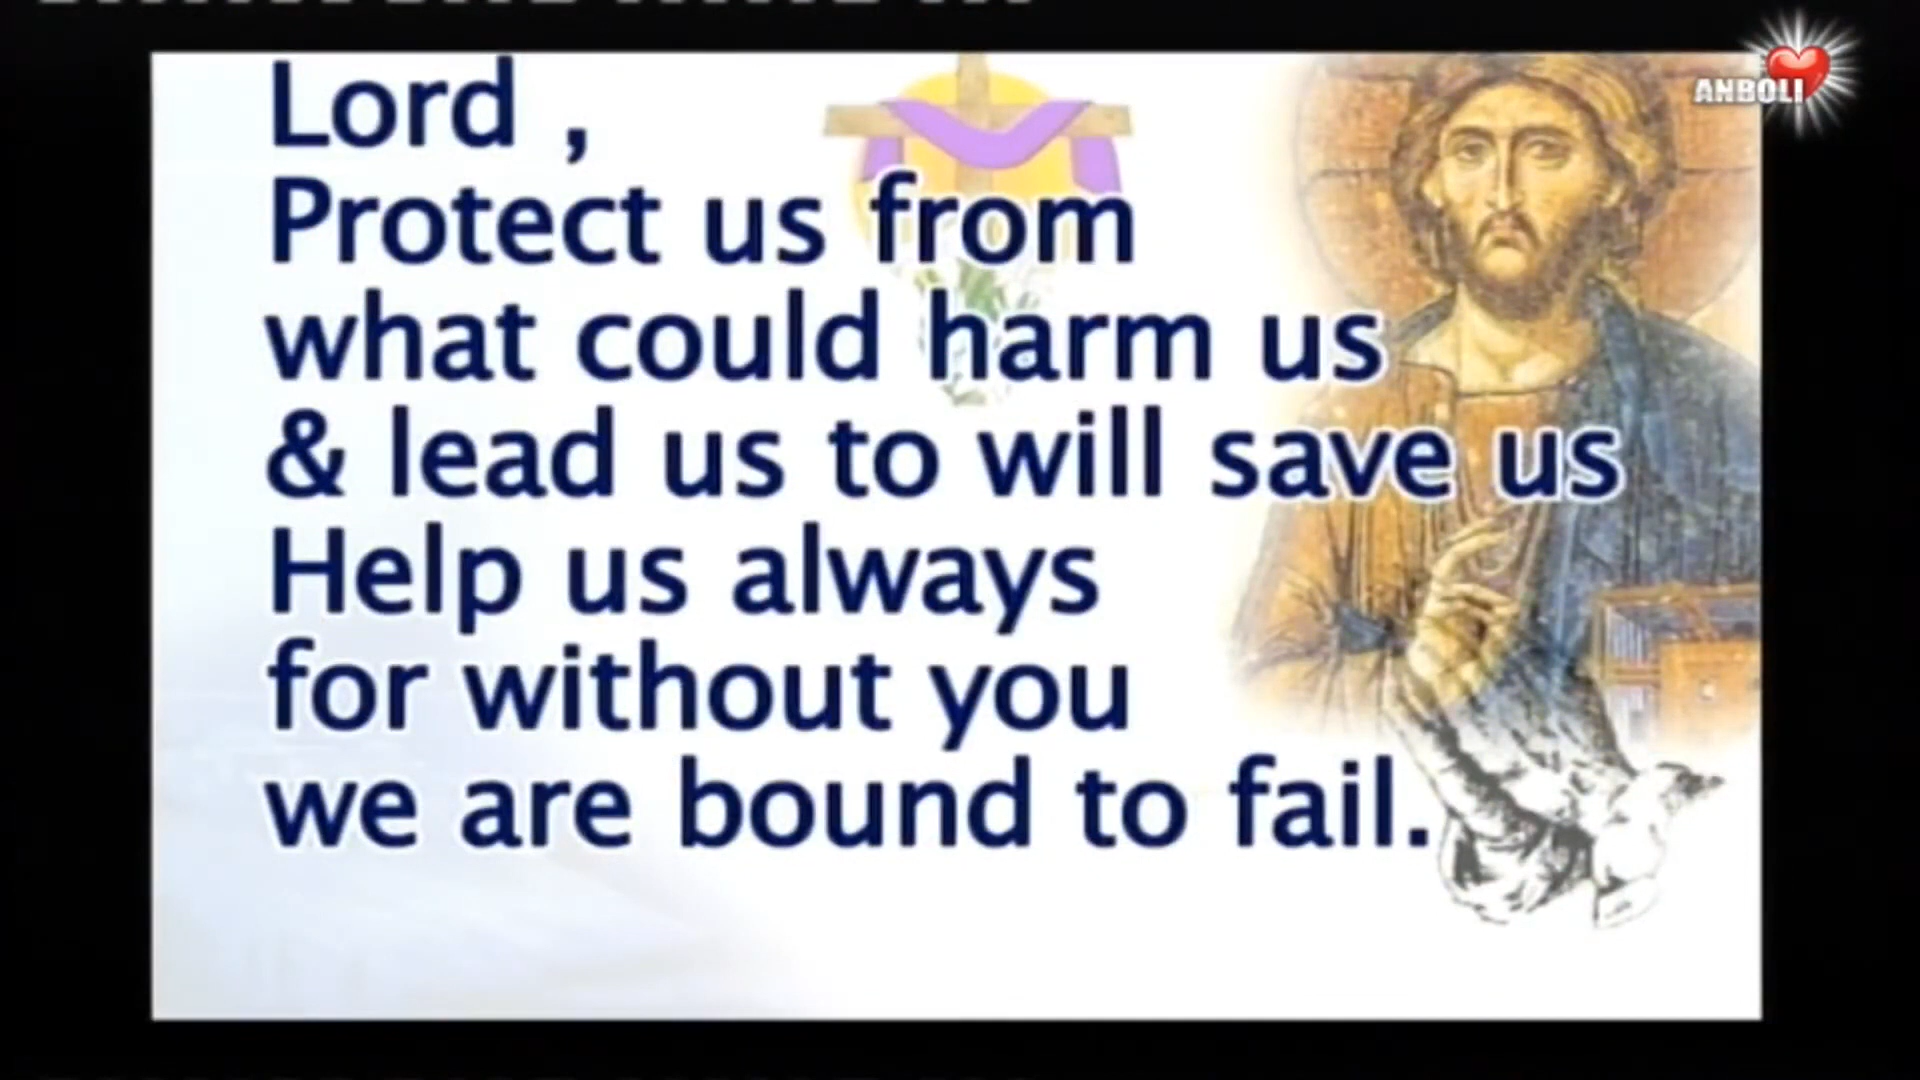 ANBOLI
Lord ,
Protect us from
what could harm us
& lead us to will save us
Help us always
for without you
we are bound to fail.